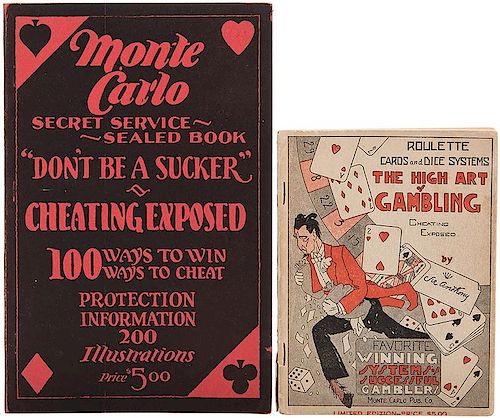 Monte
Carlo
SECRET SERVICE~
~SEALED BOOK
"DON'T BE A SUCKER"
~
CHEATING EXPOSED
100 WAYS TO WIN
WAYS TO CHEAT
PROTECTION
INFORMATION
200
Illustrations
Price $5.00
ROULETTE
CARDS and DICE SYSTEMS
THE HIGH ART
of
GAMBLING
CHEATING
EXPOSED
by
Anthony
FAVORITE
WINNING
SYSTEMS
SUCCESSFUL
GAMBLERS
MONTE CARLO PUB. CO.
LIMITED EDITION-PRICE $5.00